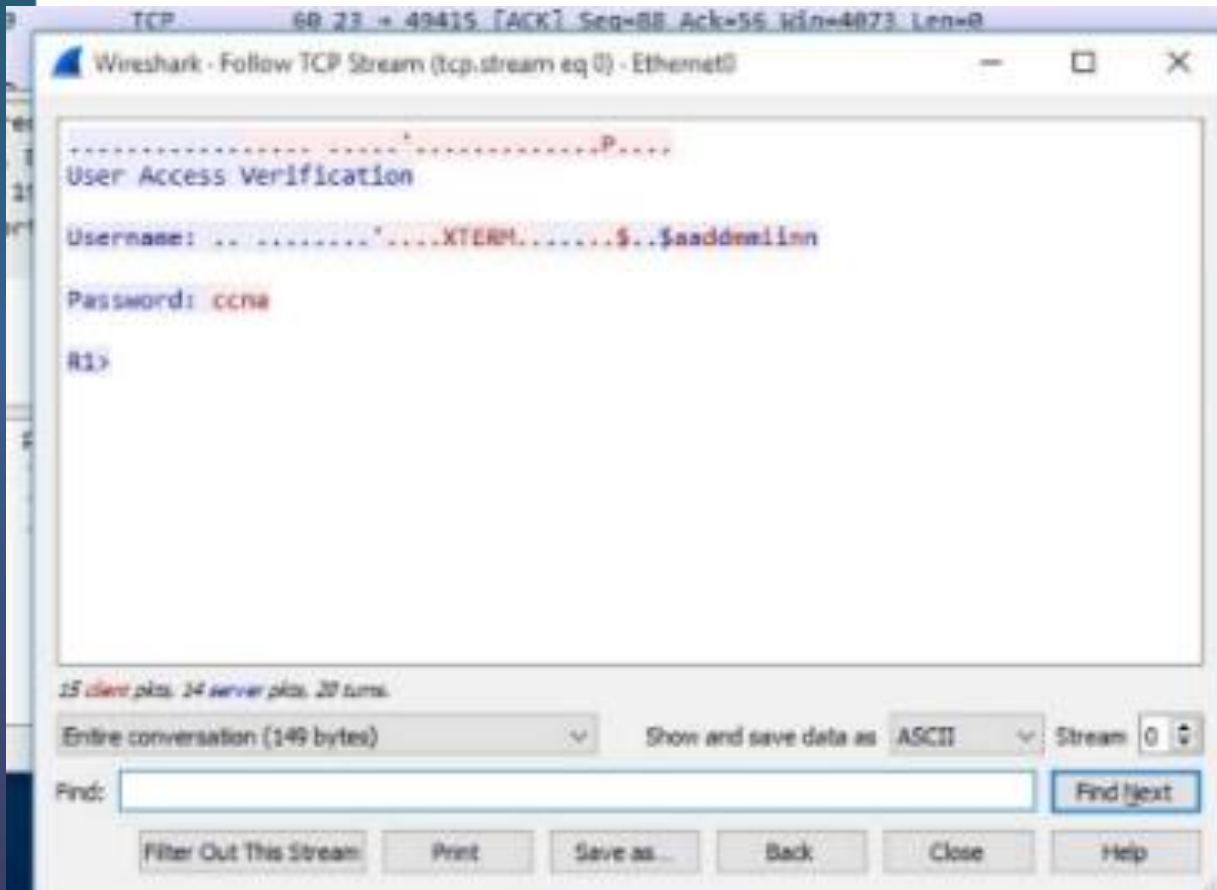 TCP 60 23 → 49415 [ACK] Seq=88 Ack=56 Win=4073 Len=0
Wireshark - Follow TCP Stream (tcp.stream eq 0) - Ethernet0
................. .....'.............P....
User Access Verification
Username: .. ........'....XTERM.......$..$aaddmmiinn
Password: ccna
R1>
15 client pkts, 14 server pkts, 20 turns.
Entire conversation (149 bytes)
Show and save data as ASCII Stream 0
Find:
Find Next
Filter Out This Stream Print Save as... Back Close Help